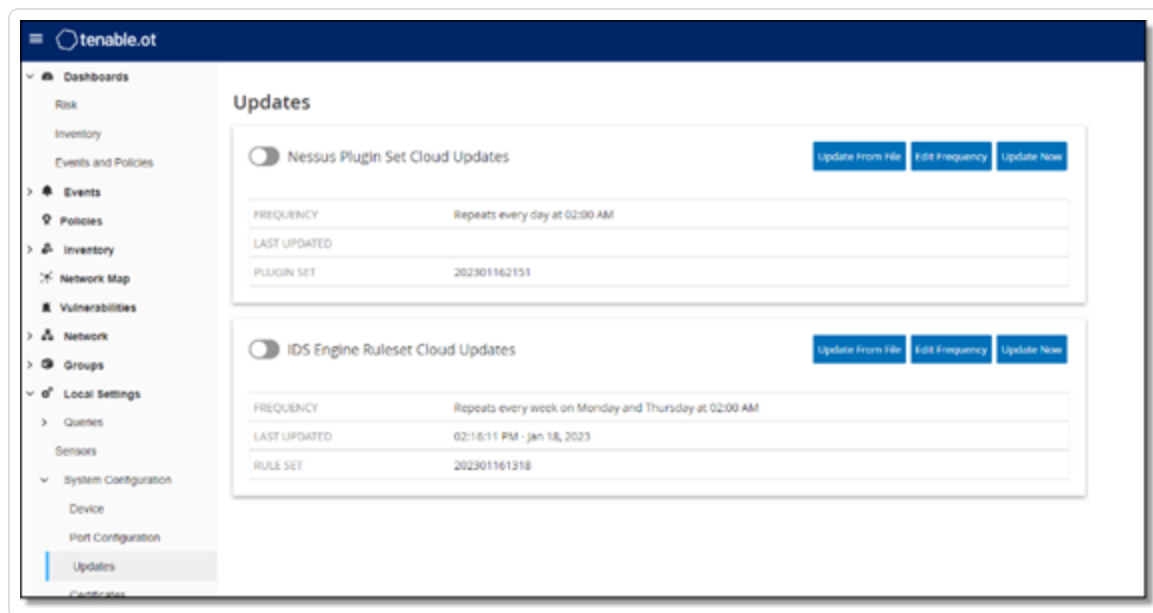 tenable.ot
Dashboards
Risk
Inventory
Events and Policies
Events
Policies
Inventory
Network Map
Vulnerabilities
Network
Groups
Local Settings
Queries
Sensors
System Configuration
Device
Port Configuration
Updates
Certificates
Updates
Nessus Plugin Set Cloud Updates
Update From File Edit Frequency Update Now
FREQUENCY Repeats every day at 02:00 AM
LAST UPDATED
PLUGIN SET 202301162151
IDS Engine Ruleset Cloud Updates
Update From File Edit Frequency Update Now
FREQUENCY Repeats every week on Monday and Thursday at 02:00 AM
LAST UPDATED 02:16:11 PM - Jan 18, 2023
RULE SET 202301161318